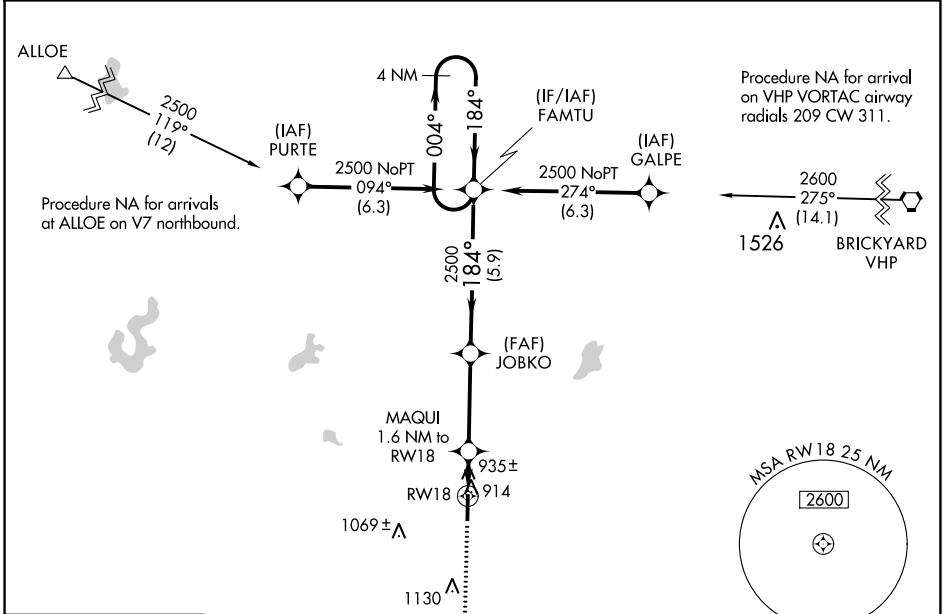 ALLOE
2500
119°
(12)
(IAF)
PURTE
Procedure NA for arrivals
at ALLOE on V7 northbound.
4 NM
004°
184°
(IF/IAF)
FAMTU
2500 NoPT
094°
(6.3)
2500 NoPT
274°
(6.3)
(IAF)
GALPE
Procedure NA for arrival
on VHP VORTAC airway
radials 209 CW 311.
2600
275°
(14.1)
1526
BRICKYARD
VHP
2500
184°
(5.9)
(FAF)
JOBKO
MAQUI
1.6 NM to
RW18
935±
RW18
914
1069±
1130
MSA RW18 25 NM
2600